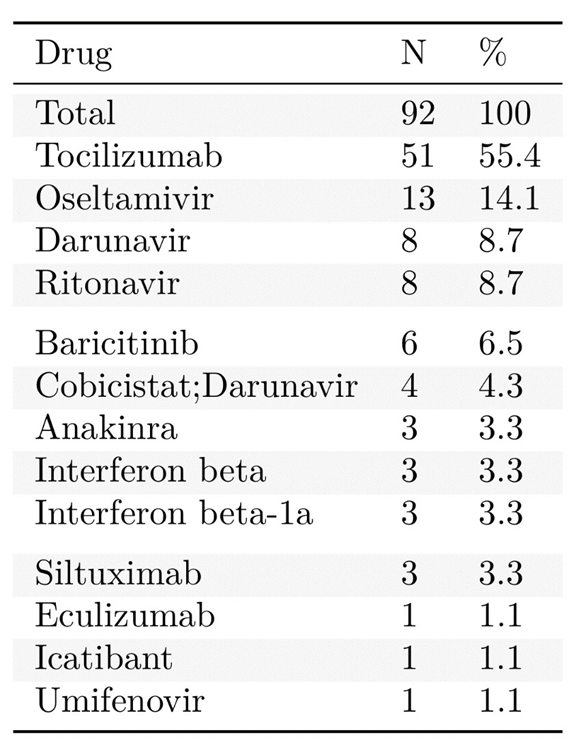 Drug N %
Total 92 100
Tocilizumab 51 55.4
Oseltamivir 13 14.1
Darunavir 8 8.7
Ritonavir 8 8.7
Baricitinib 6 6.5
Cobicistat;Darunavir 4 4.3
Anakinra 3 3.3
Interferon beta 3 3.3
Interferon beta-1a 3 3.3
Siltuximab 3 3.3
Eculizumab 1 1.1
Icatibant 1 1.1
Umifenovir 1 1.1